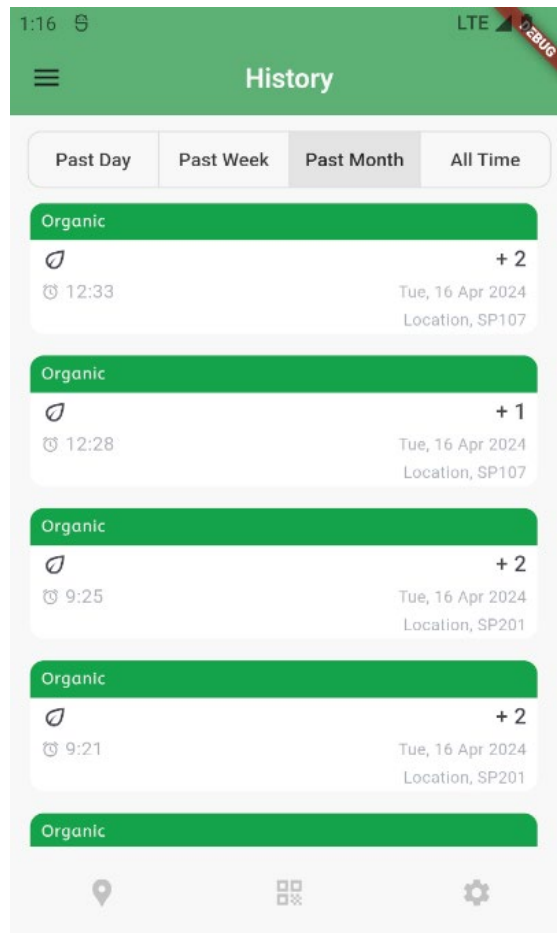 1:16 LTE
DEBUG
History
Past Day Past Week Past Month All Time
Organic
+ 2
12:33 Tue, 16 Apr 2024
Location, SP107
Organic
+ 1
12:28 Tue, 16 Apr 2024
Location, SP107
Organic
+ 2
9:25 Tue, 16 Apr 2024
Location, SP201
Organic
+ 2
9:21 Tue, 16 Apr 2024
Location, SP201
Organic